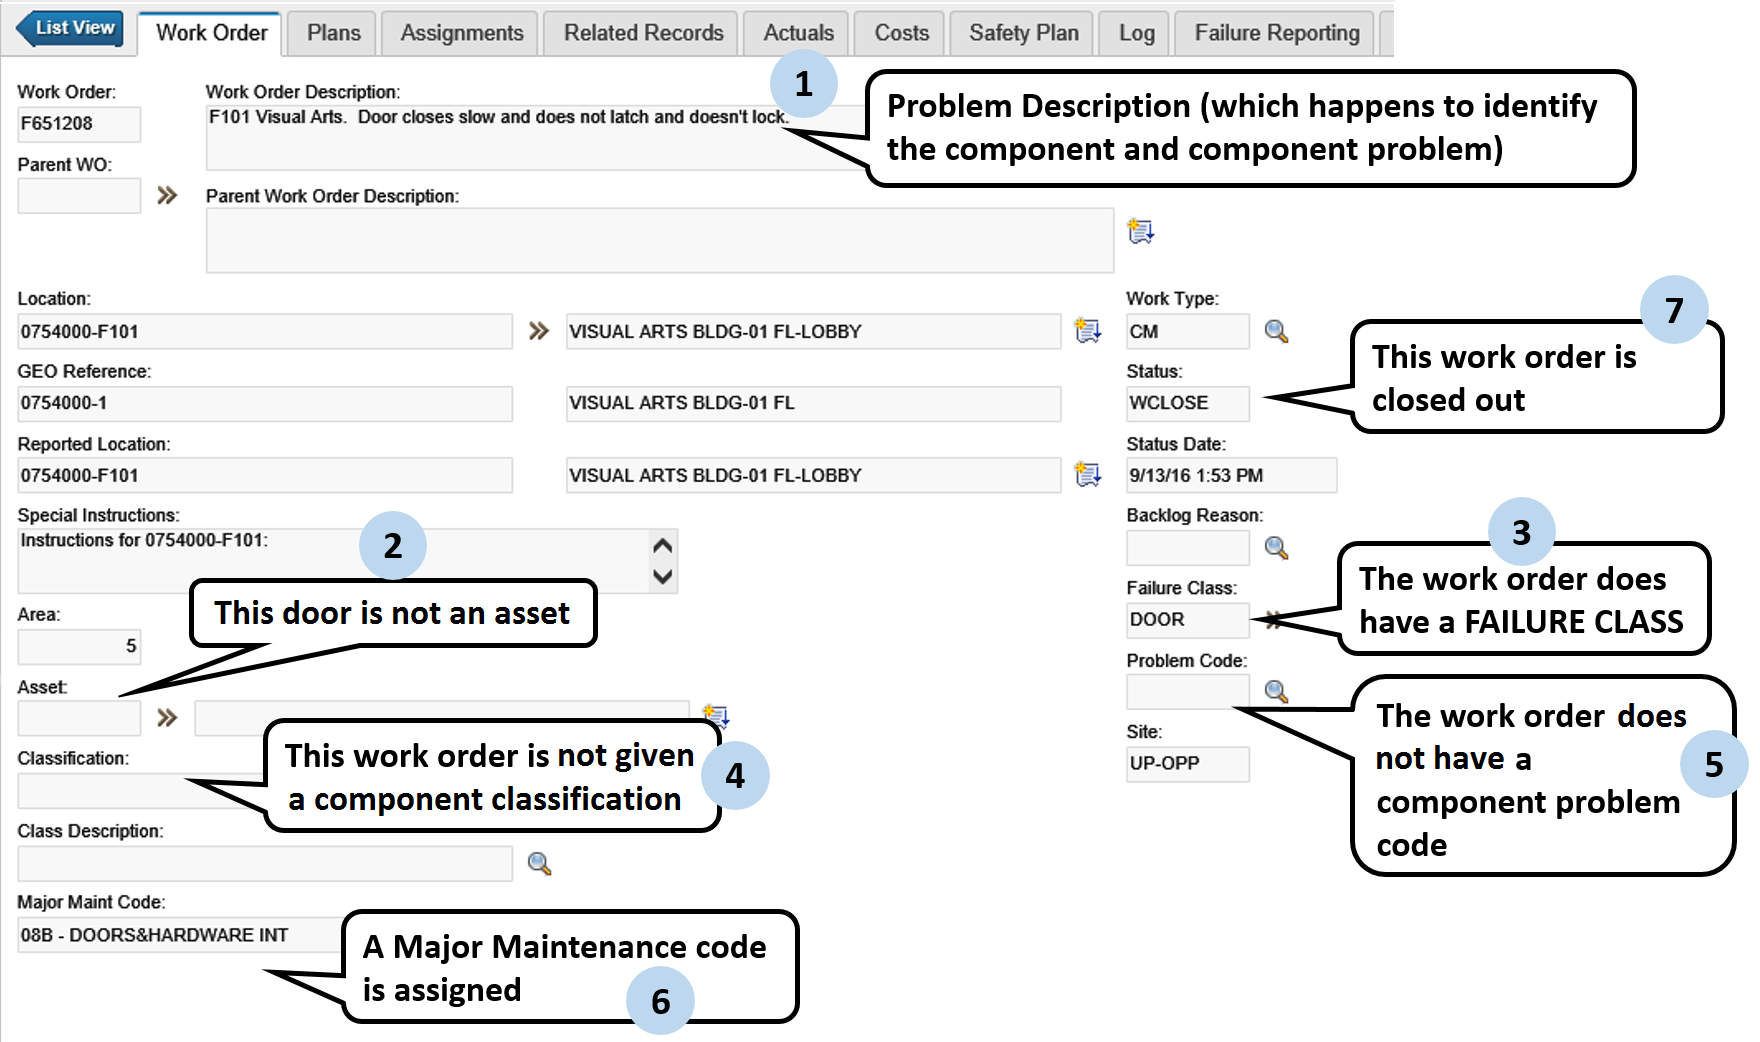 List View
Work Order
Plans
Assignments
Related Records
Actuals
Costs
Safety Plan
Log
Failure Reporting
Work Order:
F651208
Work Order Description:
F101 Visual Arts.  Door closes slow and does not latch and doesn't lock.
1
Problem Description (which happens to identify
the component and component problem)
Parent WO:
Parent Work Order Description:
Location:
0754000-F101
VISUAL ARTS BLDG-01 FL-LOBBY
GEO Reference:
0754000-1
VISUAL ARTS BLDG-01 FL
Reported Location:
0754000-F101
VISUAL ARTS BLDG-01 FL-LOBBY
Special Instructions:
Instructions for 0754000-F101:
2
This door is not an asset
Area:
5
Asset:
Classification:
This work order is not given
a component classification
4
Class Description:
Major Maint Code:
08B - DOORS&HARDWARE INT
A Major Maintenance code
is assigned
6
Work Type:
CM
7
This work order is
closed out
Status:
WCLOSE
Status Date:
9/13/16 1:53 PM
Backlog Reason:
3
The work order does
have a FAILURE CLASS
Failure Class:
DOOR
Problem Code:
The work order does
not have a
component problem
code
5
Site:
UP-OPP